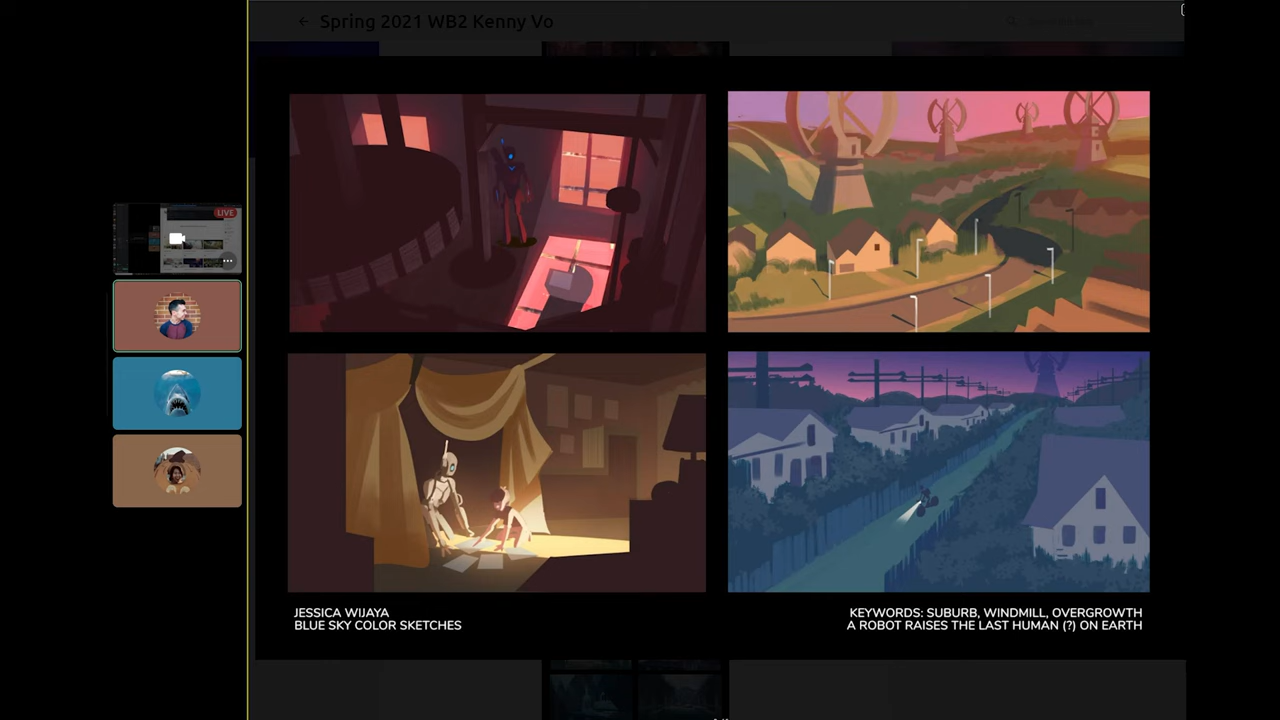 Spring 2021 WB2 Kenny Vo
LIVE
JESSICA WIJAYA
BLUE SKY COLOR SKETCHES
KEYWORDS: SUBURB, WINDMILL, OVERGROWTH
A ROBOT RAISES THE LAST HUMAN (?) ON EARTH